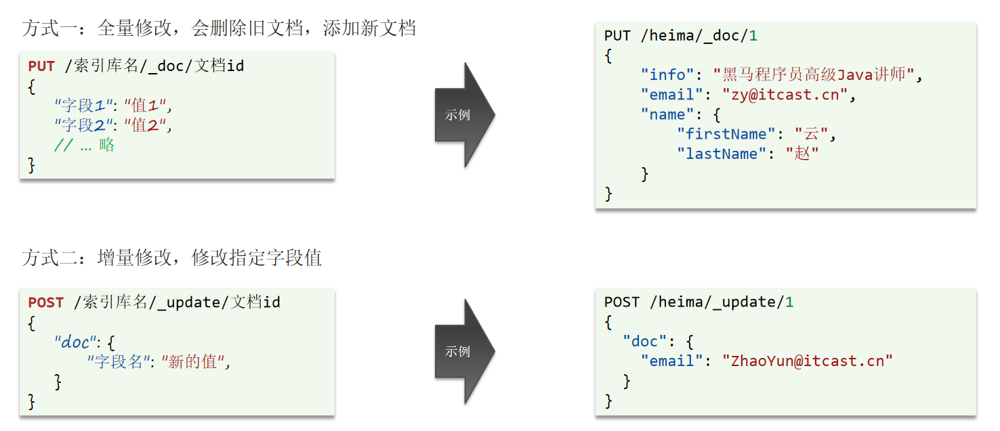 方式一：全量修改，会删除旧文档，添加新文档
PUT /索引库名/_doc/文档id
{
    "字段1": "值1",
    "字段2": "值2",
    // ... 略
}
示例
PUT /heima/_doc/1
{
    "info": "黑马程序员高级Java讲师",
    "email": "zy@itcast.cn",
    "name": {
        "firstName": "云",
        "lastName": "赵"
    }
}
方式二：增量修改，修改指定字段值
POST /索引库名/_update/文档id
{
    "doc": {
        "字段名": "新的值",
    }
}
示例
POST /heima/_update/1
{
  "doc": {
    "email": "ZhaoYun@itcast.cn"
  }
}